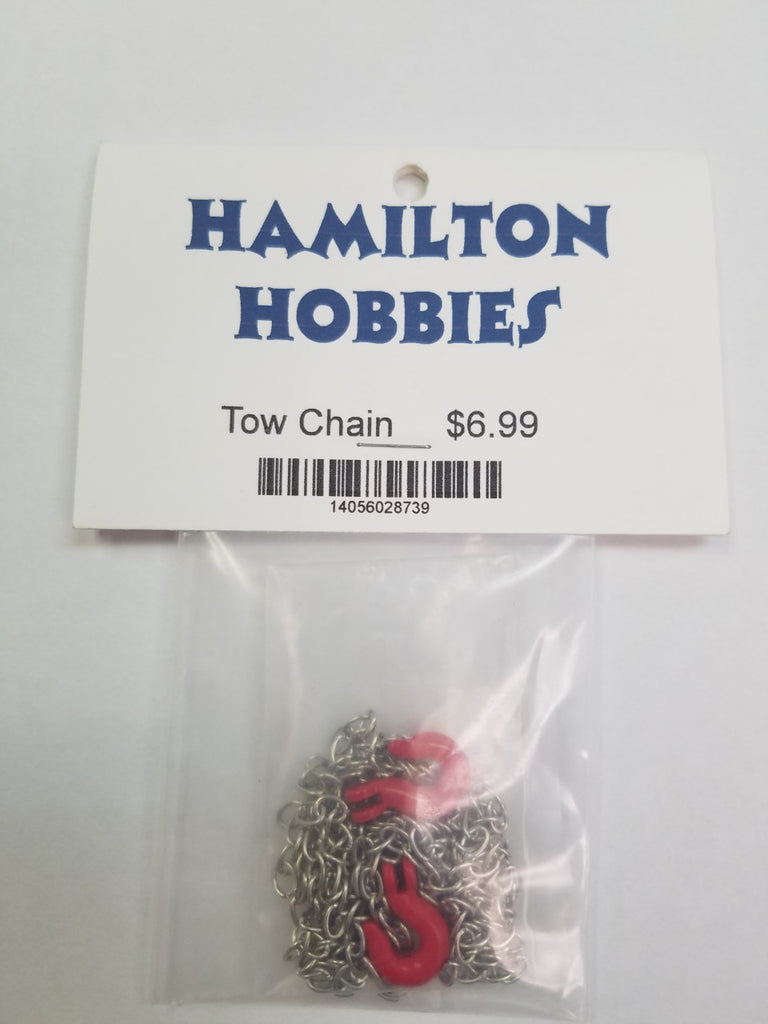 HAMILTON
HOBBIES
Tow Chain $6.99
14056028739